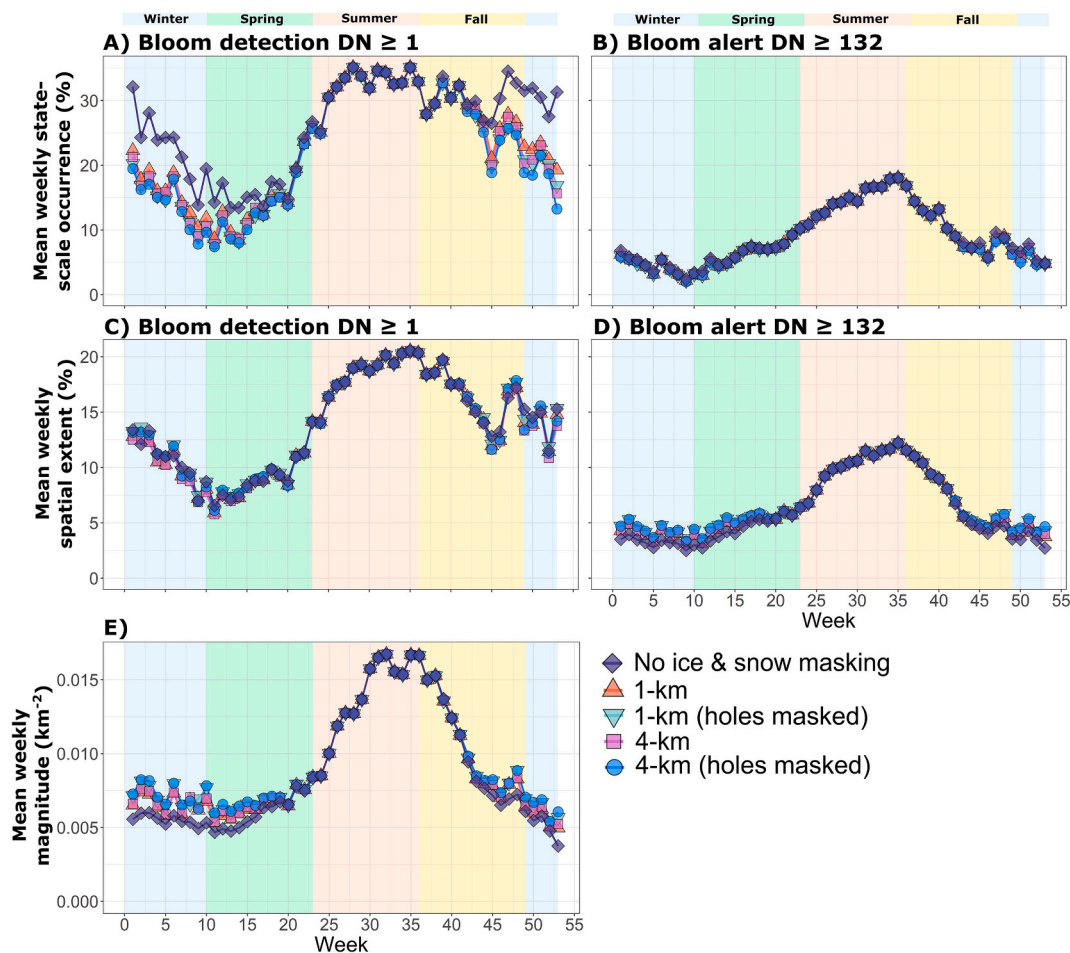 Winter Spring Summer Fall
Winter Spring Summer Fall
A) Bloom detection DN ≥ 1
B) Bloom alert DN ≥ 132
Mean weekly state-
scale occurrence (%)
30
20
10
0
C) Bloom detection DN ≥ 1
D) Bloom alert DN ≥ 132
Mean weekly
spatial extent (%)
20
15
10
5
0
0 5 10 15 20 25 30 35 40 45 50 55
Week
E)
Mean weekly
magnitude (km-2)
0.015
0.010
0.005
0.000
0 5 10 15 20 25 30 35 40 45 50 55
Week
No ice & snow masking
1-km
1-km (holes masked)
4-km
4-km (holes masked)